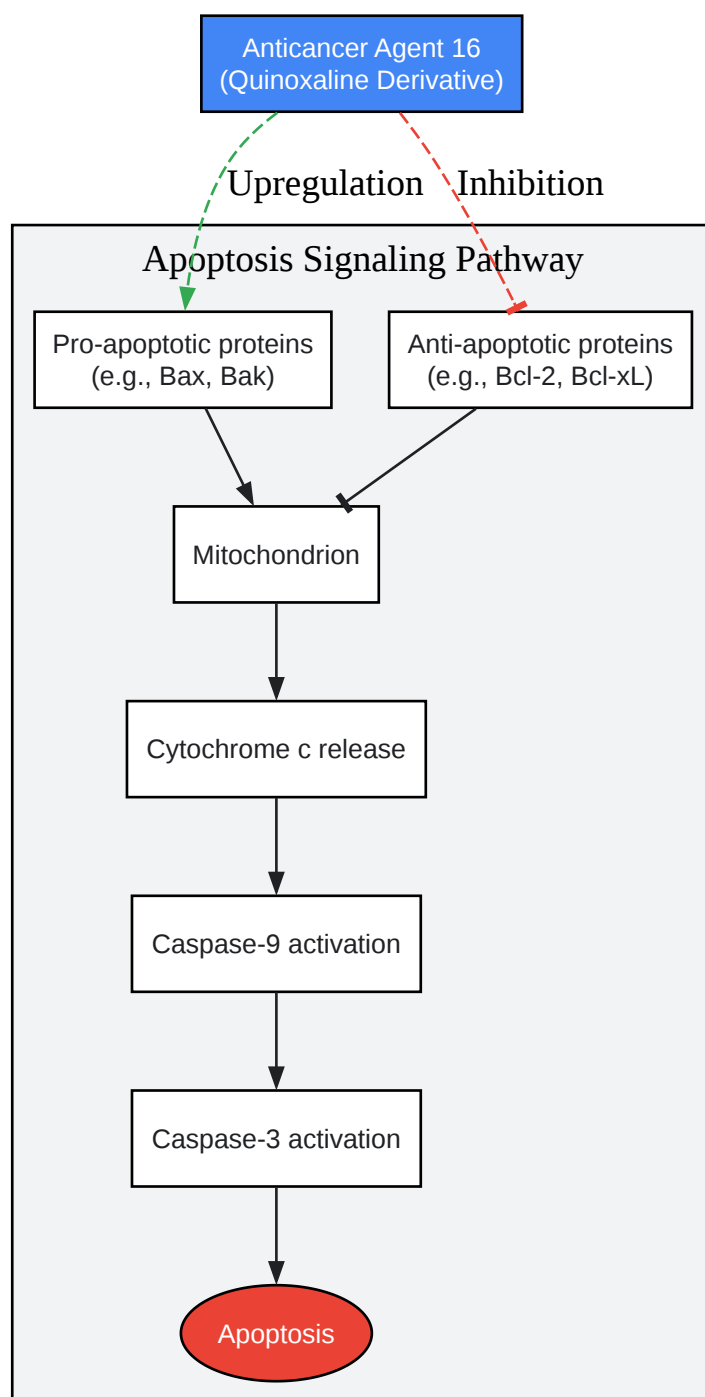 Anticancer Agent 16
(Quinoxaline Derivative)
Upregulation
Inhibition
Apoptosis Signaling Pathway
Pro-apoptotic proteins
(e.g., Bax, Bak)
Anti-apoptotic proteins
(e.g., Bcl-2, Bcl-xL)
Mitochondrion
Cytochrome c release
Caspase-9 activation
Caspase-3 activation
Apoptosis